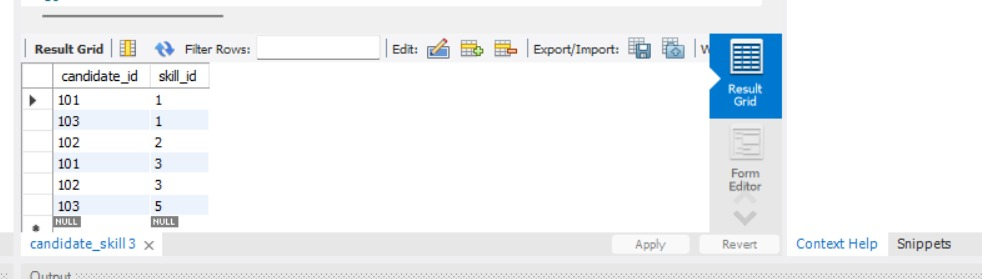 Result Grid Filter Rows: Edit: Export/Import: W
candidate_id skill_id
101 1
103 1
102 2
101 3
102 3
103 5
NULL NULL
Result
Grid
Form
Editor
candidate_skill 3 × Apply Revert Context Help Snippets
Output